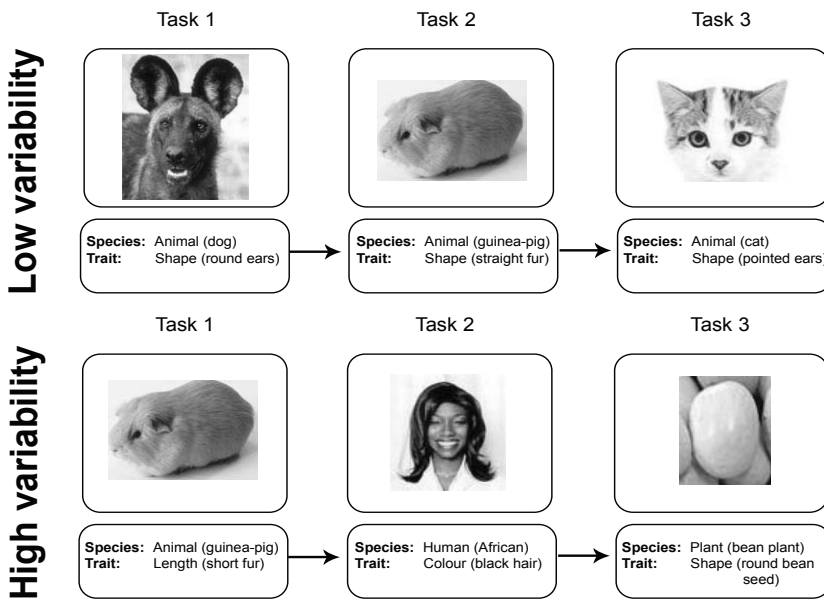 Low variability
Task 1
Task 2
Task 3
Species: Animal (dog)
Trait: Shape (round ears)
Species: Animal (guinea-pig)
Trait: Shape (straight fur)
Species: Animal (cat)
Trait: Shape (pointed ears)
High variability
Task 1
Task 2
Task 3
Species: Animal (guinea-pig)
Trait: Length (short fur)
Species: Human (African)
Trait: Colour (black hair)
Species: Plant (bean plant)
Trait: Shape (round bean
seed)